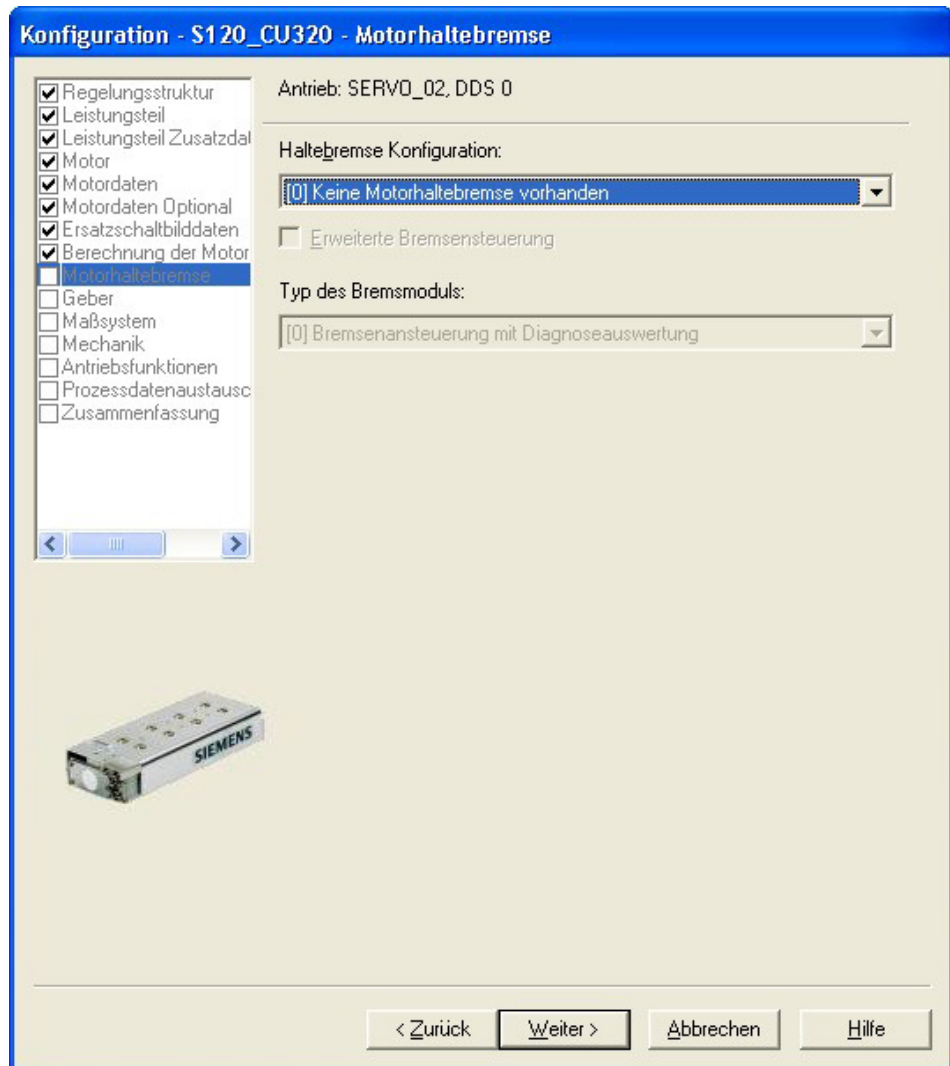 Konfiguration - S120_CU320 - Motorhaltebremse
Regelungsstruktur
Leistungsteil
Leistungsteil Zusatzdat
Motor
Motordaten
Motordaten Optional
Ersatzschaltbilddaten
Berechnung der Motor
Motorhaltebremse
Geber
Maßsystem
Mechanik
Antriebsfunktionen
Prozessdatenaustausc
Zusammenfassung
Antrieb: SERVO_02, DDS 0
Haltebremse Konfiguration:
[0] Keine Motorhaltebremse vorhanden
Erweiterte Bremsensteuerung
Typ des Bremsmoduls:
[0] Bremsenansteuerung mit Diagnoseauswertung
SIEMENS
< Zurück
Weiter >
Abbrechen
Hilfe